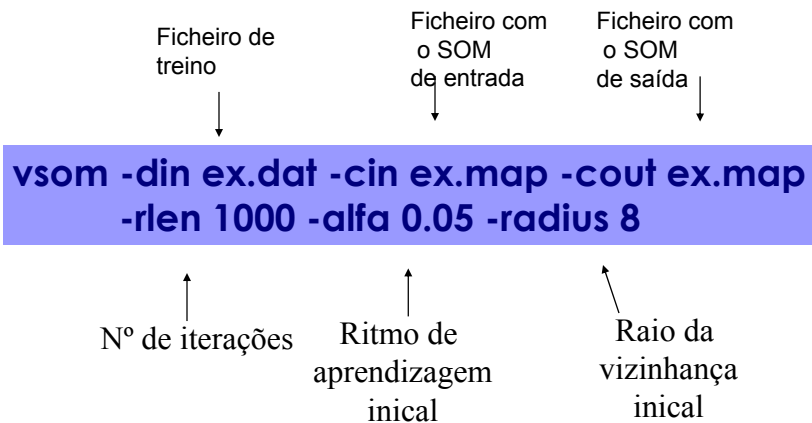 Ficheiro de
treino
Ficheiro com
o SOM
de entrada
Ficheiro com
o SOM
de saída
vsom -din ex.dat -cin ex.map -cout ex.map
-rlen 1000 -alfa 0.05 -radius 8
Nº de iterações
Ritmo de
aprendizagem
inical
Raio da
vizinhança
inical